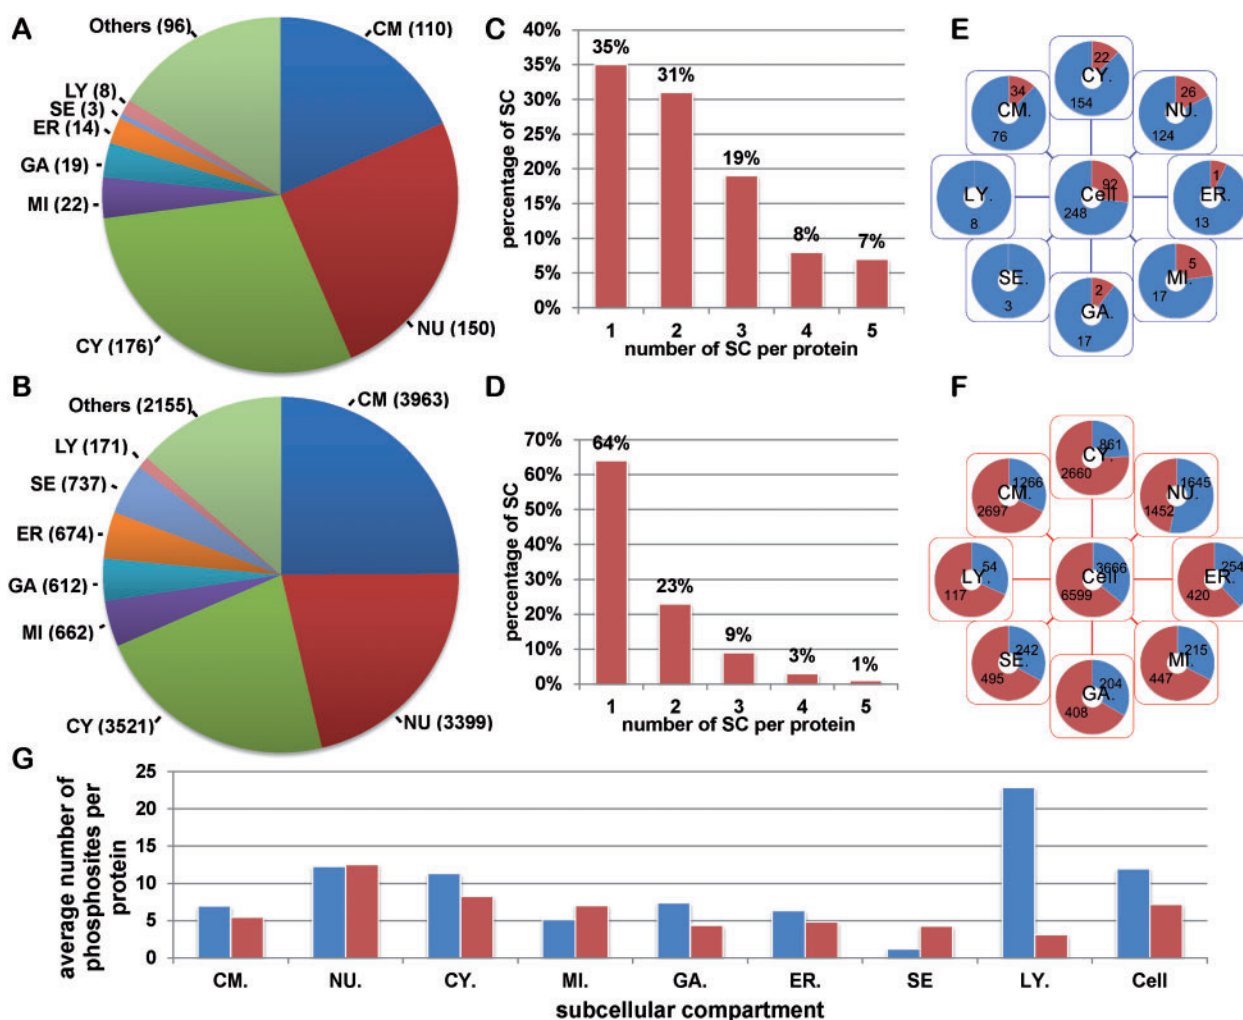 A
Others (96)
CM (110)
LY (8)
SE (3)
ER (14)
GA (19)
MI (22)
CY (176)
NU (150)
B
Others (2155)
CM (3963)
LY (171)
SE (737)
ER (674)
GA (612)
MI (662)
CY (3521)
NU (3399)
C
percentage of SC
40%
35%
30%
25%
20%
15%
10%
5%
0%
35%
31%
19%
8%
7%
1 2 3 4 5
number of SC per protein
D
percentage of SC
70%
60%
50%
40%
30%
20%
10%
0%
64%
23%
9%
3%
1%
1 2 3 4 5
number of SC per protein
E
22
CY.
154
34
CM.
76
26
NU.
124
LY.
8
92
Cell
248
1
ER.
13
SE.
3
5
MI.
17
2
GA.
17
F
861
CY.
2660
1266
CM.
2697
1645
NU.
1452
54
LY.
117
3666
Cell
6599
254
ER.
420
242
SE.
495
215
MI.
447
204
GA.
408
G
average number of
phosphosites per
protein
25
20
15
10
5
0
CM. NU. CY. MI. GA. ER. SE LY. Cell
subcellular compartment